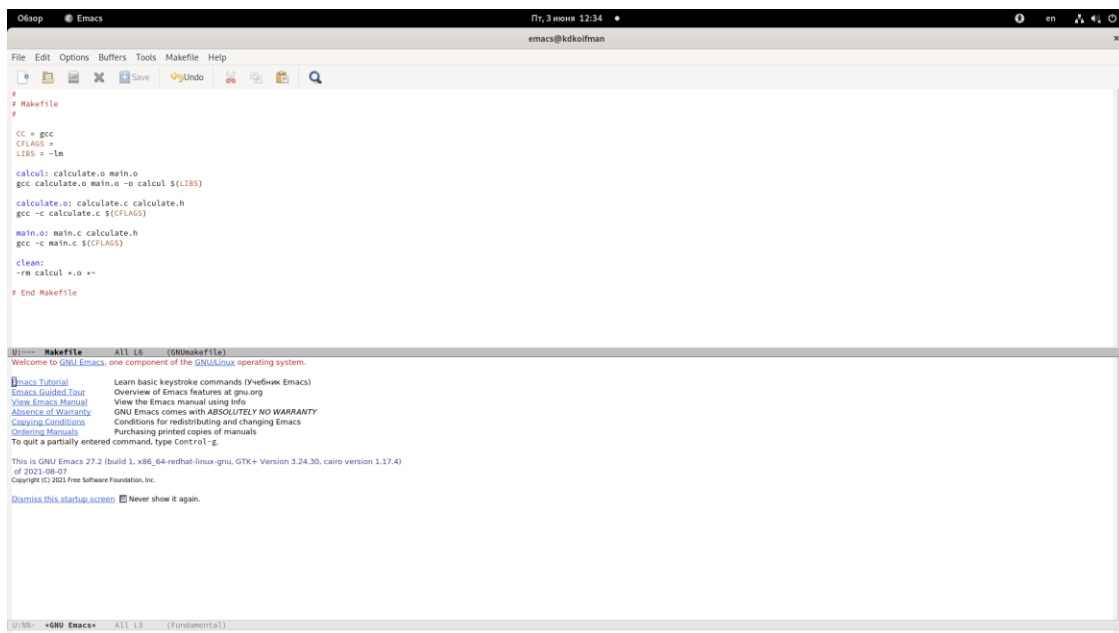 Обзор Emacs Пт, 3 июня 12:34 en
emacs@kdkoifman
File Edit Options Buffers Tools Makefile Help
Save Undo
#
# Makefile
#
CC = gcc
CFLAGS =
LIBS = -lm
calcul: calculate.o main.o
gcc calculate.o main.o -o calcul $(LIBS)
calculate.o: calculate.c calculate.h
gcc -c calculate.c $(CFLAGS)
main.o: main.c calculate.h
gcc -c main.c $(CFLAGS)
clean:
-rm calcul *.o *~
# End Makefile
U:--- Makefile All L6 (GNUmakefile)
Welcome to GNU Emacs, one component of the GNU/Linux operating system.
Emacs Tutorial Learn basic keystroke commands (Учебник Emacs)
Emacs Guided Tour Overview of Emacs features at gnu.org
View Emacs Manual View the Emacs manual using Info
Absence of Warranty GNU Emacs comes with ABSOLUTELY NO WARRANTY
Copying Conditions Conditions for redistributing and changing Emacs
Ordering Manuals Purchasing printed copies of manuals
To quit a partially entered command, type Control-g.
This is GNU Emacs 27.2 (build 1, x86_64-redhat-linux-gnu, GTK+ Version 3.24.30, cairo version 1.17.4)
of 2021-08-07
Copyright (C) 2021 Free Software Foundation, Inc.
Dismiss this startup screen Never show it again.
U:%%- *GNU Emacs* All L3 (Fundamental)